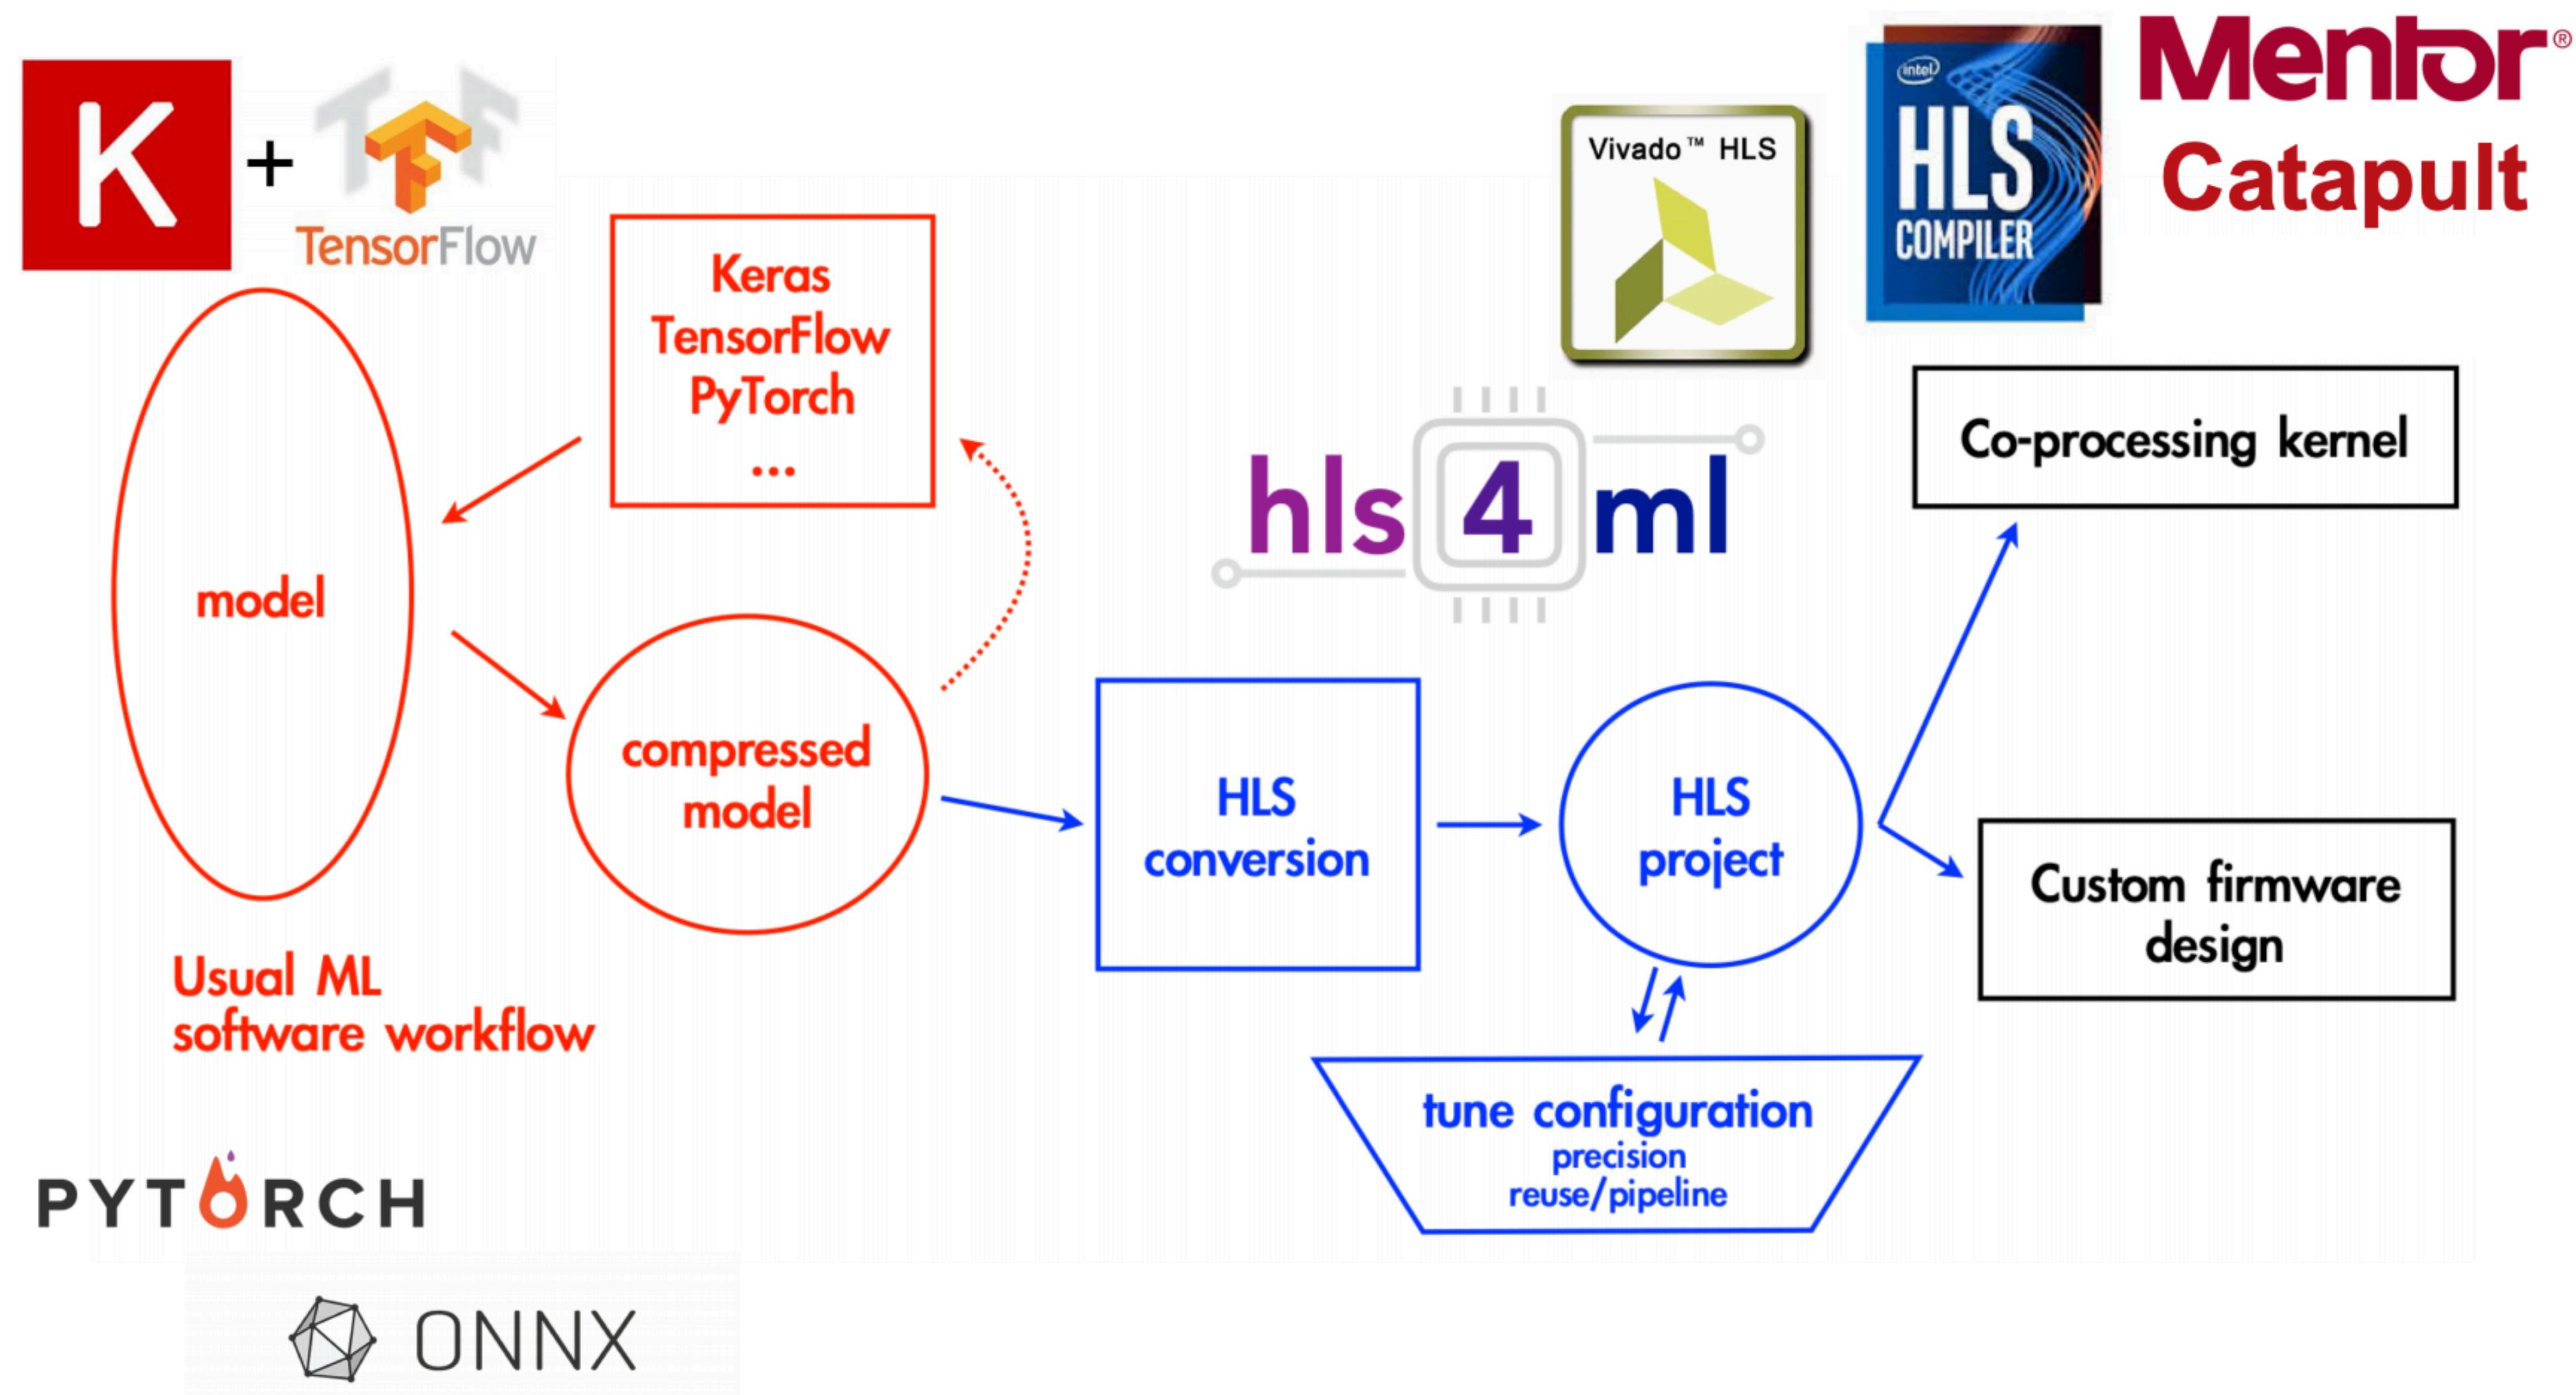 K
+
TF
TensorFlow
Keras
TensorFlow
PyTorch
...
model
compressed
model
Usual ML
software workflow
PYTORCH
ONNX
hls 4 ml
Vivado™ HLS
intel
HLS
COMPILER
Mentor®
Catapult
HLS
conversion
HLS
project
tune configuration
precision
reuse/pipeline
Co-processing kernel
Custom firmware
design